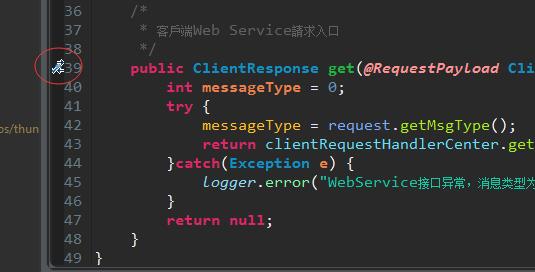 36 /*
37 * 客戶端Web Service請求入口
38 */
39 public ClientResponse get(@RequestPayload Cli
40 int messageType = 0;
41 try {
42 messageType = request.getMsgType();
43 return clientRequestHandlerCenter.get
os/thun
44 }catch(Exception e) {
45 logger.error("WebService接口异常，消息类型为
46 }
47 return null;
48 }
49 }